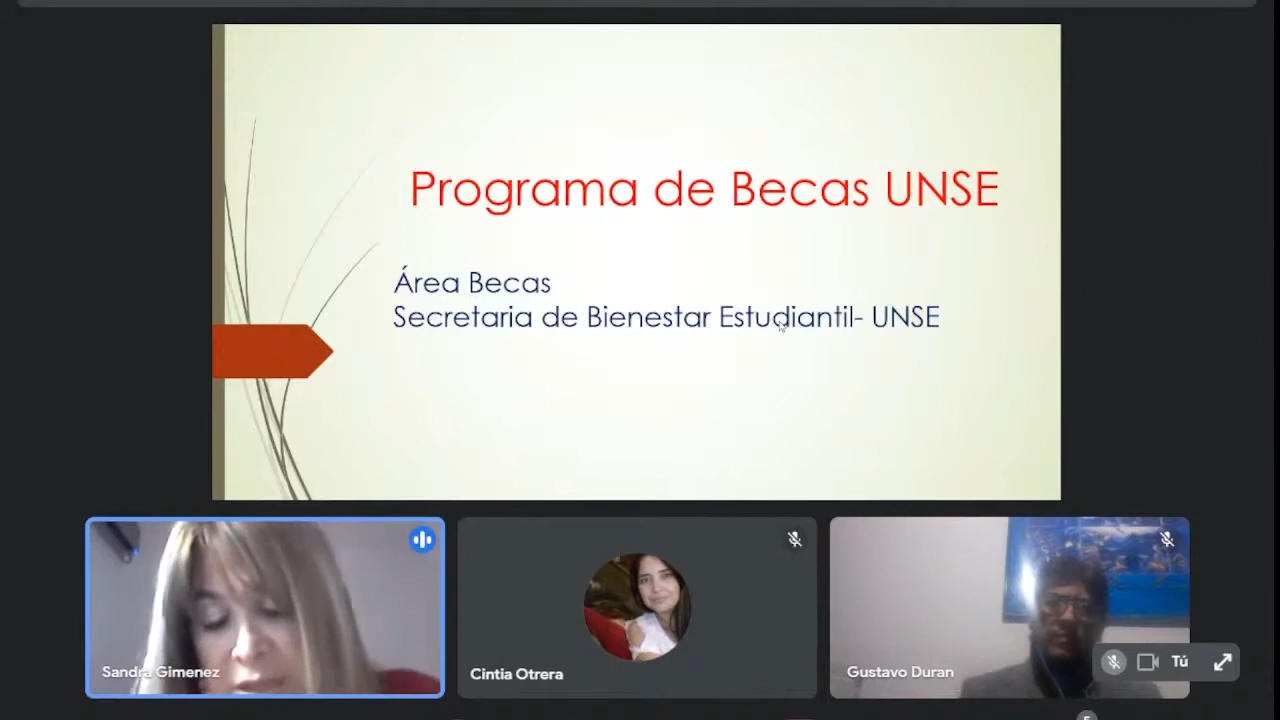 Programa de Becas UNSE
Área Becas
Secretaria de Bienestar Estudiantil- UNSE
Sandra Gimenez
Cintia Otrera
Gustavo Duran
Tú